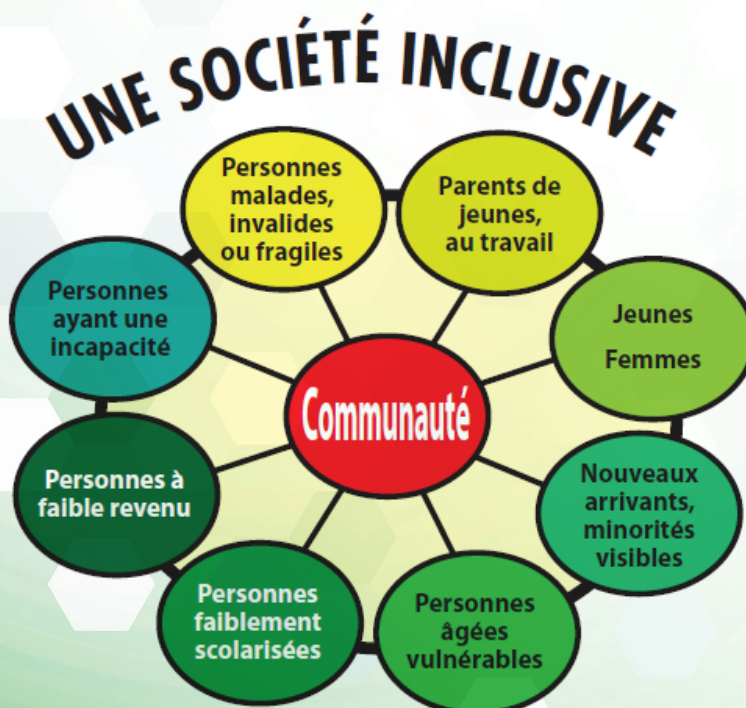 UNE SOCIÉTÉ INCLUSIVE
Personnes
malades,
invalides
ou fragiles
Parents de
jeunes,
au travail
Jeunes
Femmes
Nouveaux
arrivants,
minorités
visibles
Personnes
âgées
vulnérables
Personnes
faiblement
scolarisées
Personnes à
faible revenu
Personnes
ayant une
incapacité
Communauté